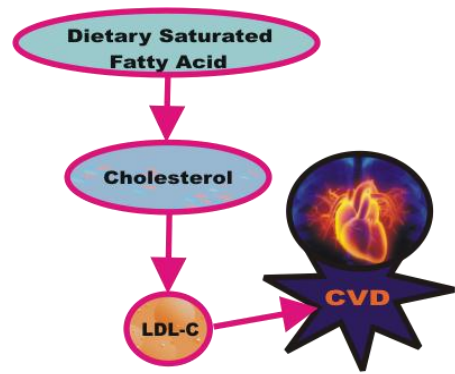 Dietary Saturated
Fatty Acid
Cholesterol
LDL-C
CVD